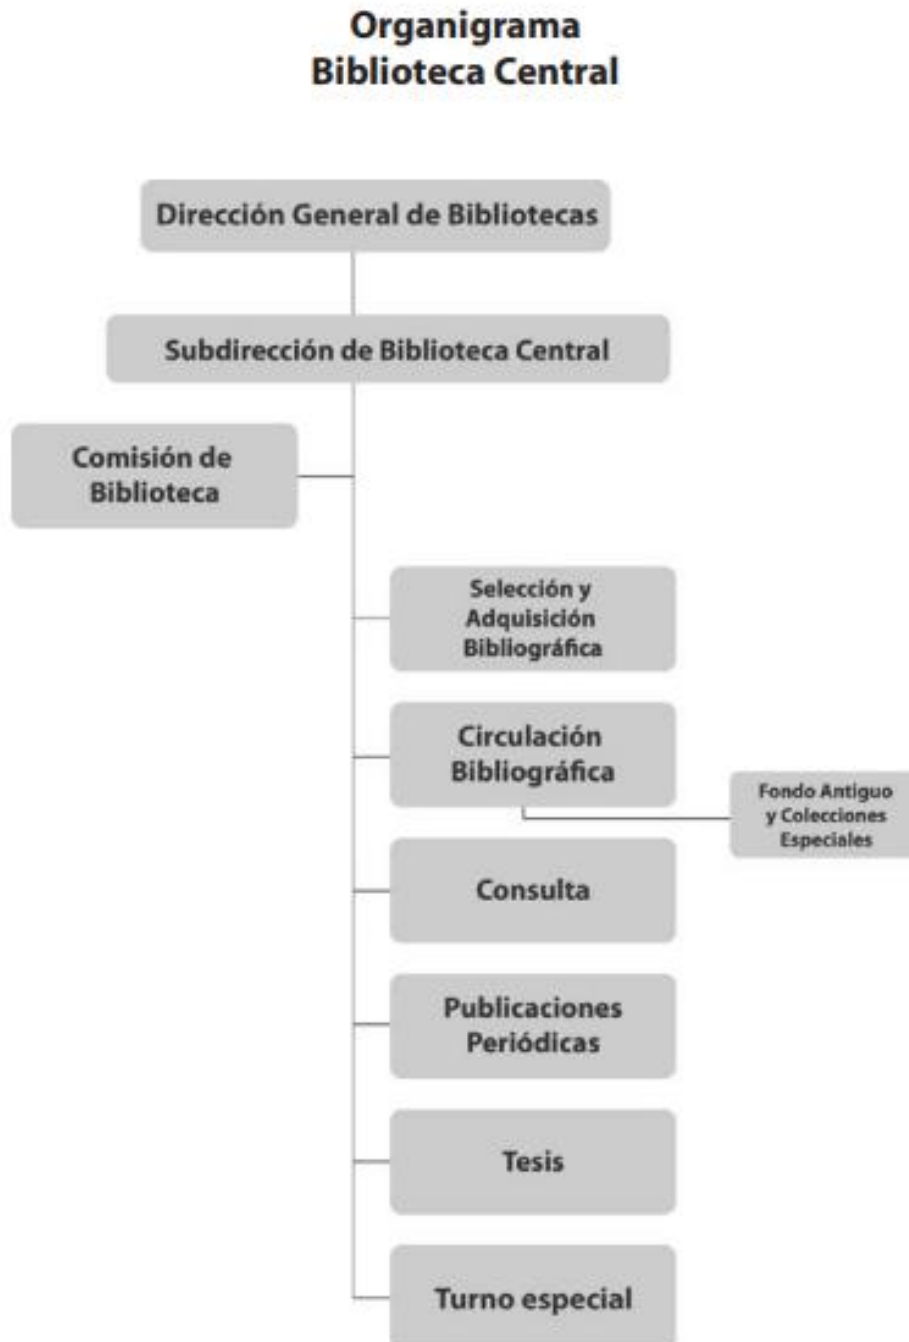 Organigrama
Biblioteca Central
Dirección General de Bibliotecas
Subdirección de Biblioteca Central
Comisión de
Biblioteca
Selección y
Adquisición
Bibliográfica
Circulación
Bibliográfica
Fondo Antiguo
y Colecciones
Especiales
Consulta
Publicaciones
Periódicas
Tesis
Turno especial